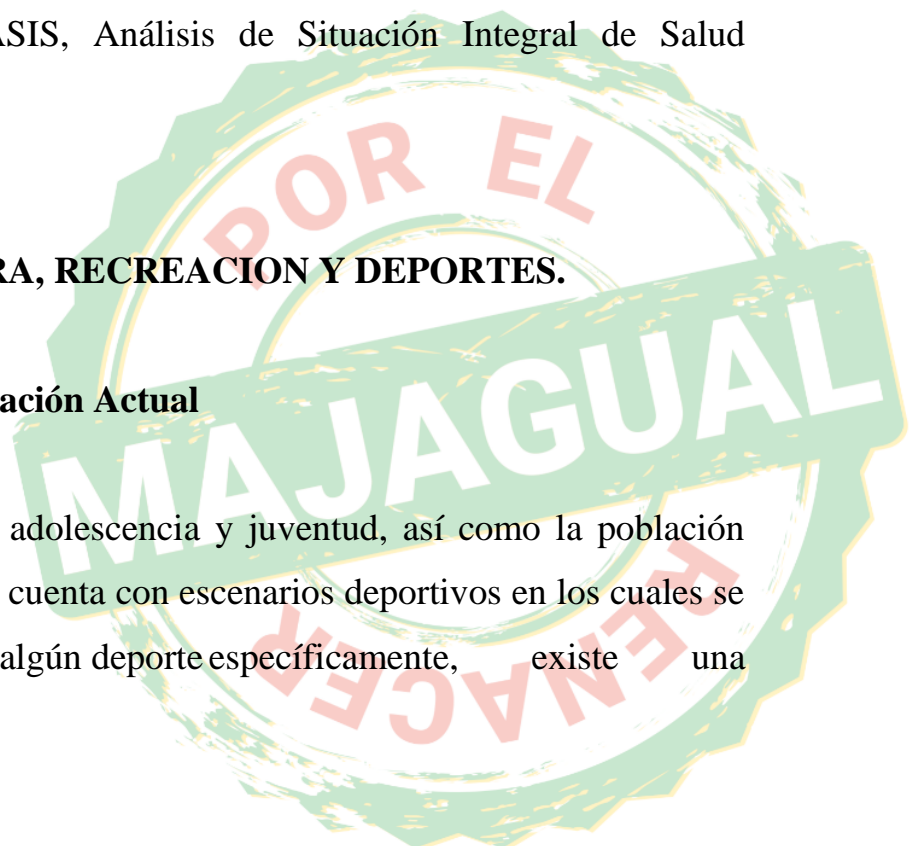 ASIS, Análisis de Situación Integral de Salud
POR EL
RA, RECREACION Y DEPORTES.
ación Actual
MAJAGUAL
adolescencia y juventud, así como la población
cuenta con escenarios deportivos en los cuales se
algún deporte específicamente, existe una
RENACER